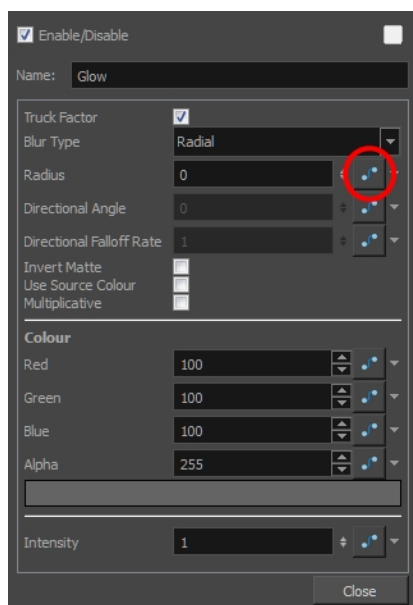 Enable/Disable
Name: Glow
Truck Factor
Blur Type Radial
Radius 0
Directional Angle 0
Directional Falloff Rate 1
Invert Matte
Use Source Colour
Multiplicative
Colour
Red 100
Green 100
Blue 100
Alpha 255
Intensity 1
Close